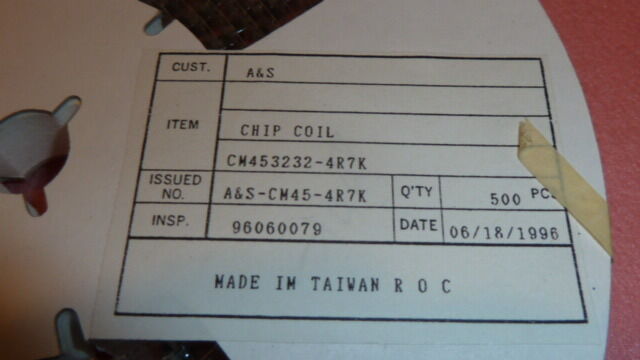 CUST. A&S
ITEM
CHIP COIL
CM453232-4R7K
ISSUED NO. A&S-CM45-4R7K Q'TY 500 PCS
INSP. 96060079 DATE 06/18/1996
MADE IM TAIWAN R O C